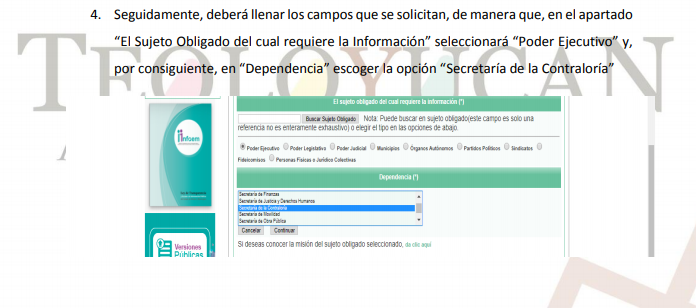 4. Seguidamente, deberá llenar los campos que se solicitan, de manera que, en el apartado
“El Sujeto Obligado del cual requiere la Información” seleccionará “Poder Ejecutivo” y,
por consiguiente, en “Dependencia” escoger la opción “Secretaría de la Contraloría”
TEOLOYUCAN
El sujeto obligado del cual requiere la información (*)
Buscar Sujeto Obligado Nota: Puede buscar en sujeto obligado(este campo es solo una
referencia no es enteramente exhaustivo) o elegir el tipo en las opciones de abajo.
Poder Ejecutivo Poder Legislativo Poder Judicial Municipios Órganos Autónomos Partidos Políticos Sindicatos
Fideicomisos Personas Físicas o Jurídico Colectivas
Dependencia (*)
Secretaría de Finanzas
Secretaría de Justicia y Derechos Humanos
Secretaría de la Contraloría
Secretaría de Movilidad
Secretaría de Obra Pública
Cancelar Continuar
Si deseas conocer la misión del sujeto obligado seleccionado, da clic aquí
infoem
Versiones
Públicas